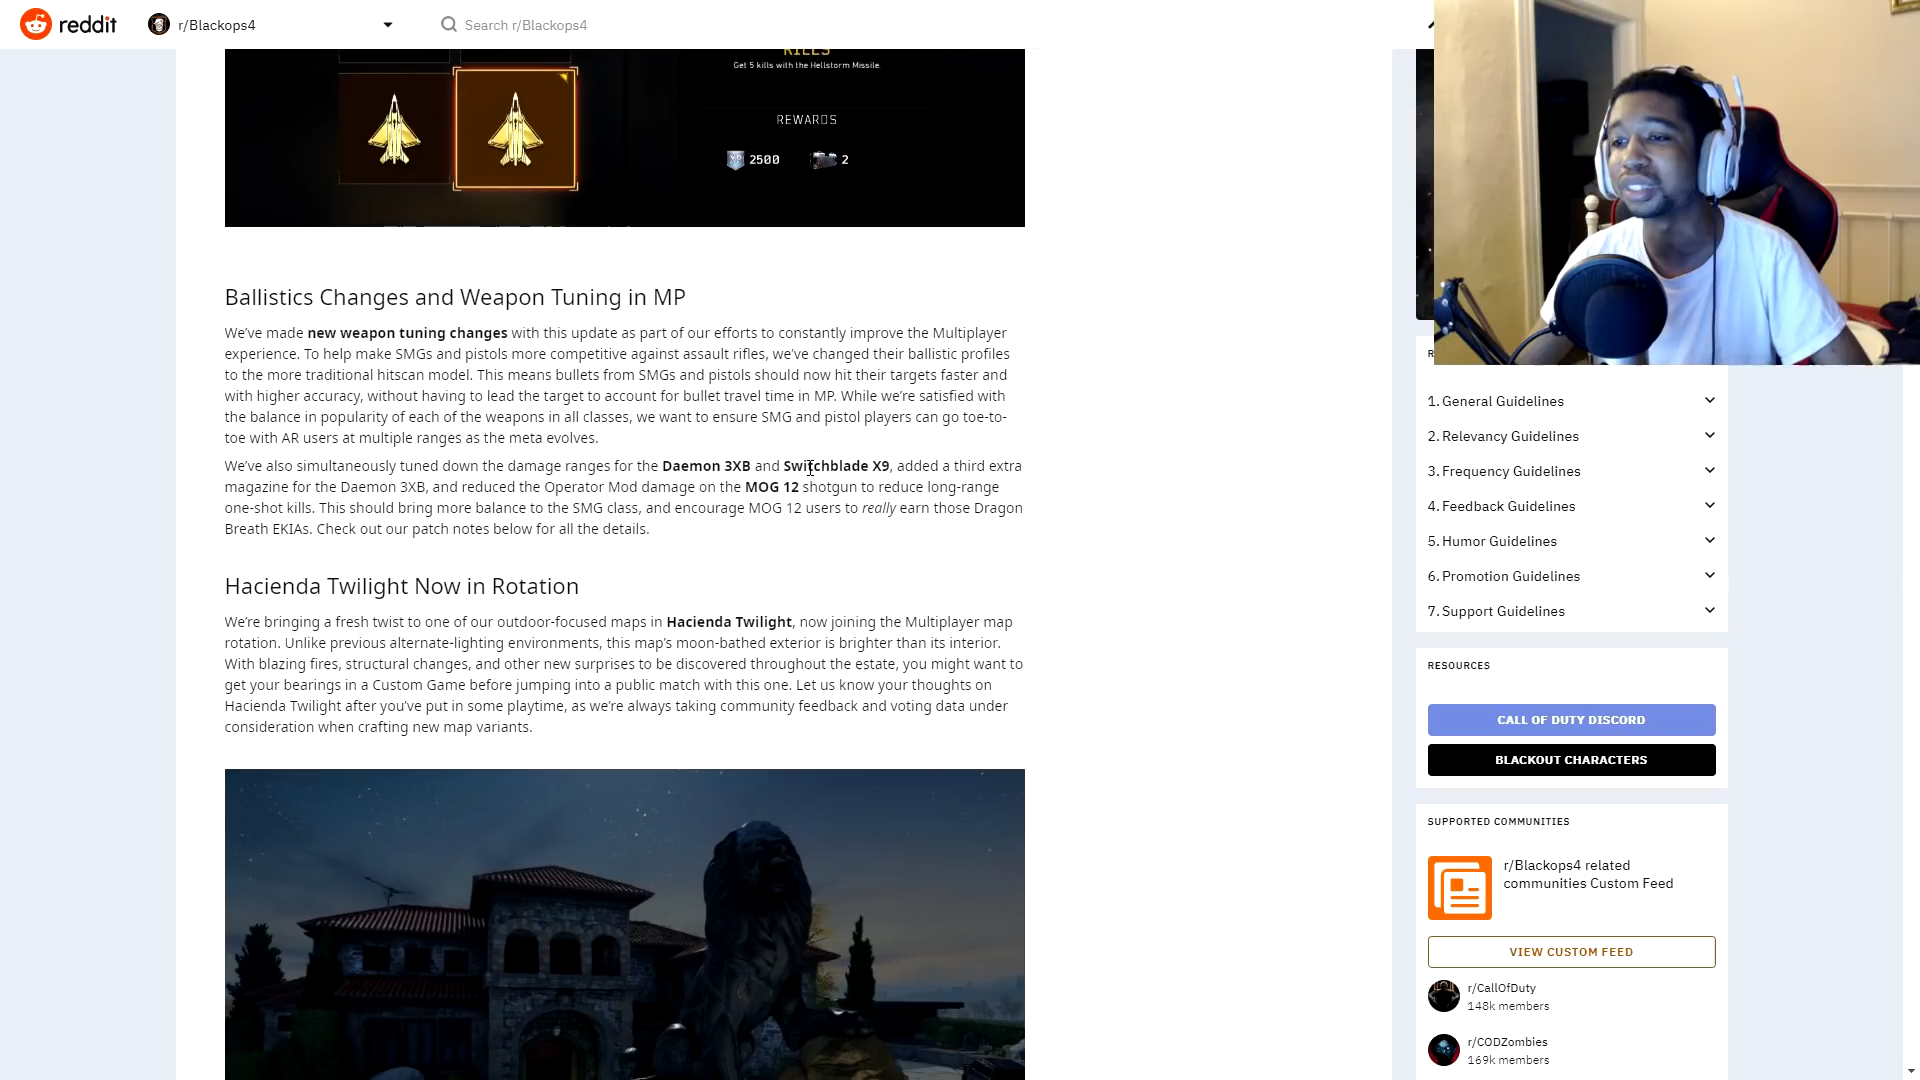 reddit
r/Blackops4
Search r/Blackops4
KILLS
Get 5 kills with the Hellstorm Missile.
REWARDS
2500
2
Ballistics Changes and Weapon Tuning in MP
We’ve made new weapon tuning changes with this update as part of our efforts to constantly improve the Multiplayer
experience. To help make SMGs and pistols more competitive against assault rifles, we’ve changed their ballistic profiles
to the more traditional hitscan model. This means bullets from SMGs and pistols should now hit their targets faster and
with higher accuracy, without having to lead the target to account for bullet travel time in MP. While we’re satisfied with
the balance in popularity of each of the weapons in all classes, we want to ensure SMG and pistol players can go toe-to-
toe with AR users at multiple ranges as the meta evolves.
We’ve also simultaneously tuned down the damage ranges for the Daemon 3XB and Switchblade X9, added a third extra
magazine for the Daemon 3XB, and reduced the Operator Mod damage on the MOG 12 shotgun to reduce long-range
one-shot kills. This should bring more balance to the SMG class, and encourage MOG 12 users to really earn those Dragon
Breath EKIAs. Check out our patch notes below for all the details.
Hacienda Twilight Now in Rotation
We’re bringing a fresh twist to one of our outdoor-focused maps in Hacienda Twilight, now joining the Multiplayer map
rotation. Unlike previous alternate-lighting environments, this map’s moon-bathed exterior is brighter than its interior.
With blazing fires, structural changes, and other new surprises to be discovered throughout the estate, you might want to
get your bearings in a Custom Game before jumping into a public match with this one. Let us know your thoughts on
Hacienda Twilight after you’ve put in some playtime, as we’re always taking community feedback and voting data under
consideration when crafting new map variants.
1. General Guidelines
2. Relevancy Guidelines
3. Frequency Guidelines
4. Feedback Guidelines
5. Humor Guidelines
6. Promotion Guidelines
7. Support Guidelines
RESOURCES
CALL OF DUTY DISCORD
BLACKOUT CHARACTERS
SUPPORTED COMMUNITIES
r/Blackops4 related
communities Custom Feed
VIEW CUSTOM FEED
r/CallOfDuty
148k members
r/CODZombies
169k members